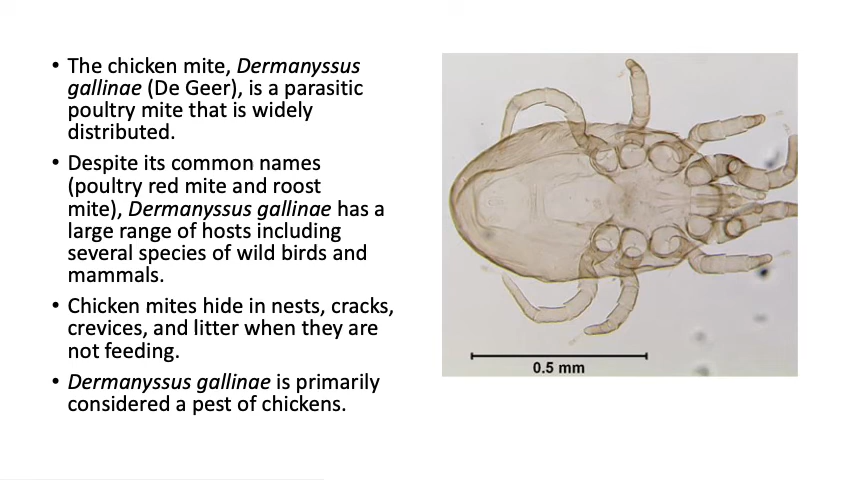 • The chicken mite, Dermanyssus
gallinae (De Geer), is a parasitic
poultry mite that is widely
distributed.
• Despite its common names
(poultry red mite and roost
mite), Dermanyssus gallinae has a
large range of hosts including
several species of wild birds and
mammals.
• Chicken mites hide in nests, cracks,
crevices, and litter when they are
not feeding.
• Dermanyssus gallinae is primarily
considered a pest of chickens.
0.5 mm